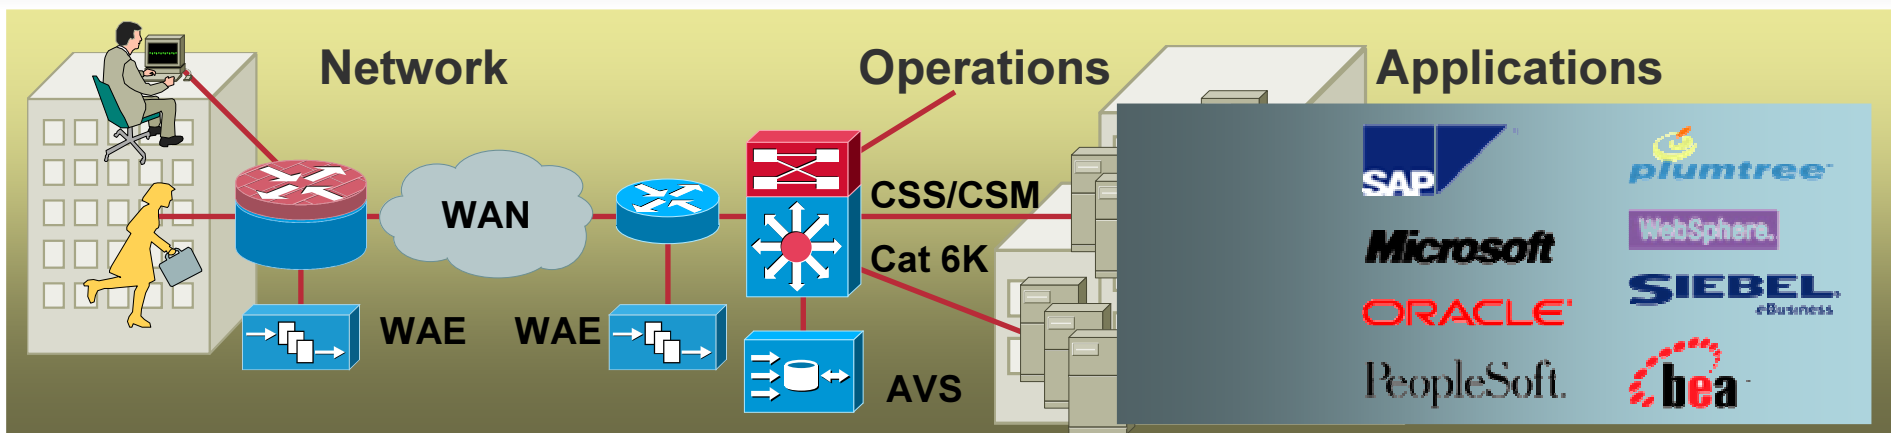 Network
Operations
Applications
WAN
CSS/CSM
Cat 6K
WAE
WAE
AVS
SAP
plumtree
Microsoft
WebSphere.
ORACLE
SIEBEL.
eBusiness
PeopleSoft.
bea